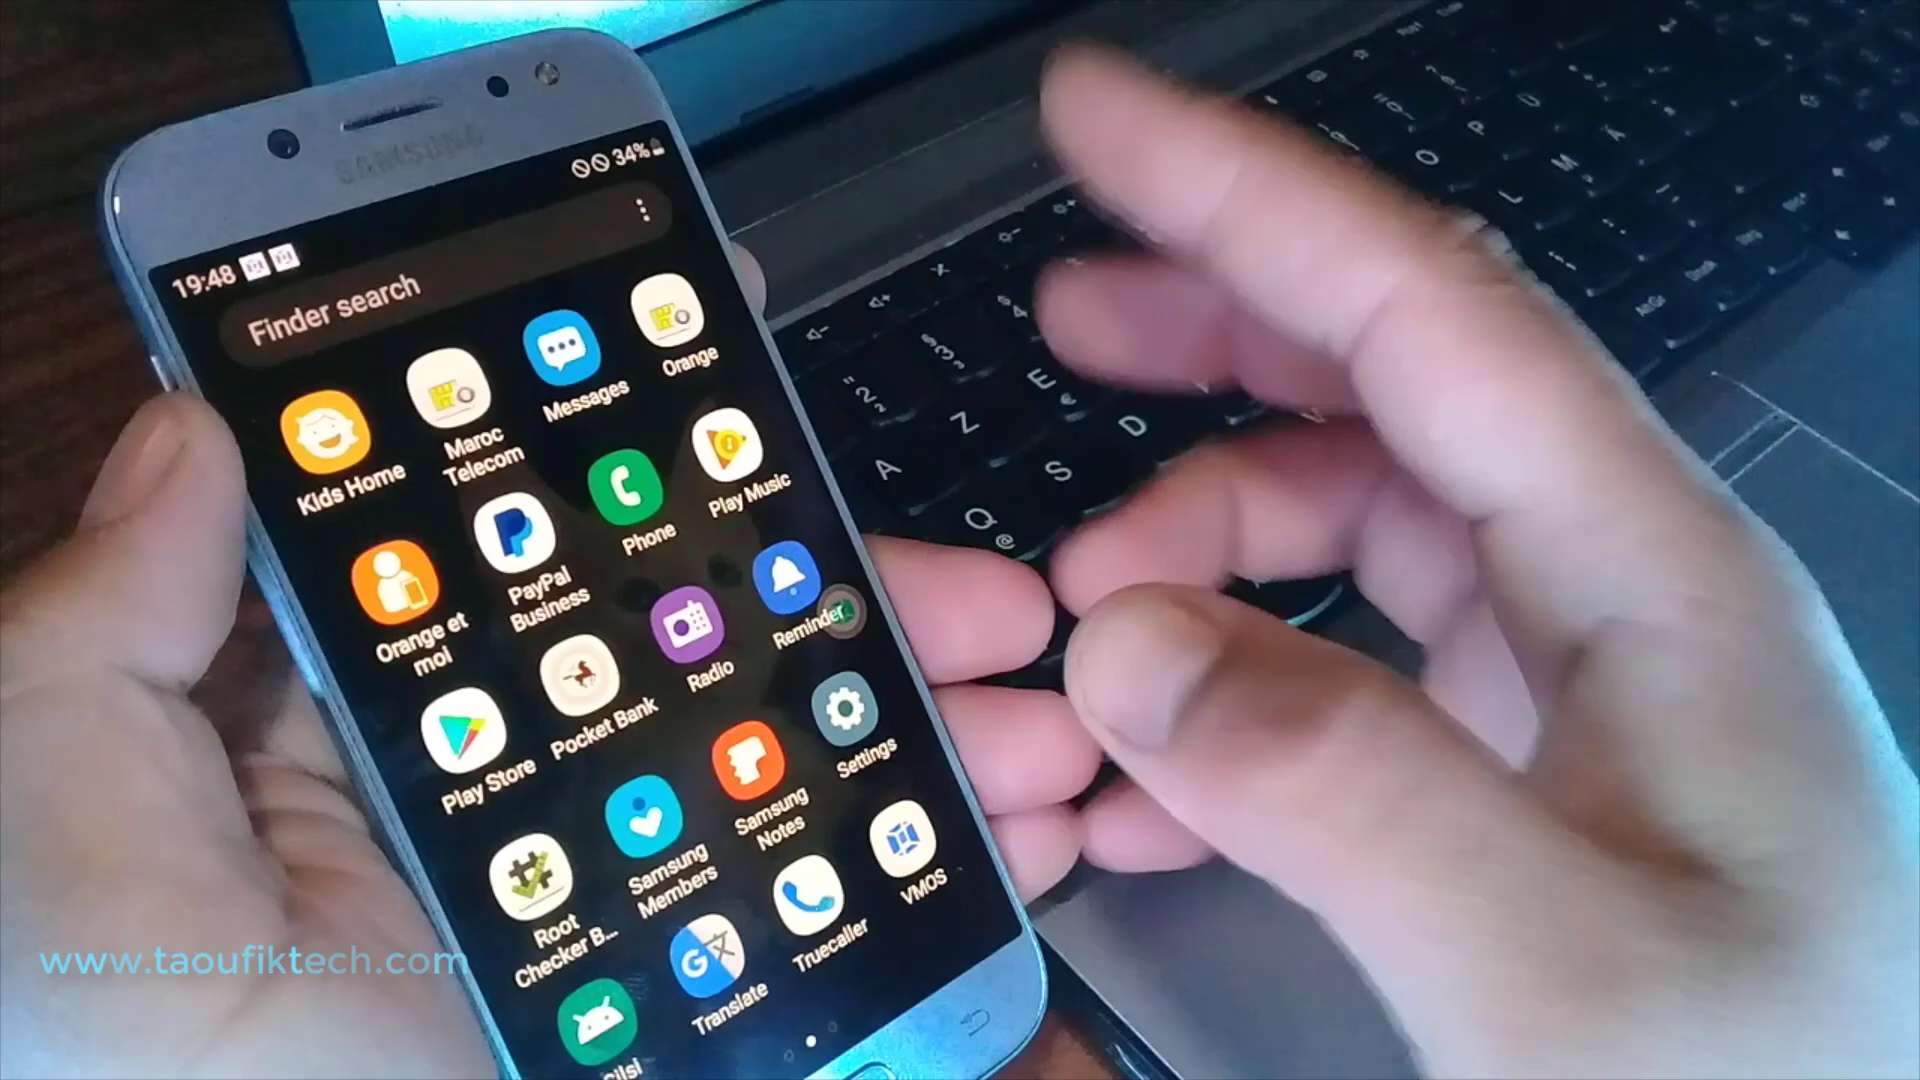 SAMSUNG
19:48
34%
Finder search
Kids Home
Maroc
Telecom
Messages
Orange
Orange et
moi
PayPal
Business
Phone
Play Music
Play Store
Pocket Bank
Radio
Reminder
Root
Checker B...
Samsung
Members
Samsung
Notes
Settings
Translate
Truecaller
VMOS
www.taoufiktech.com
A
Z
E
€
Q
@
S
D
O
P
L
M
AltGr